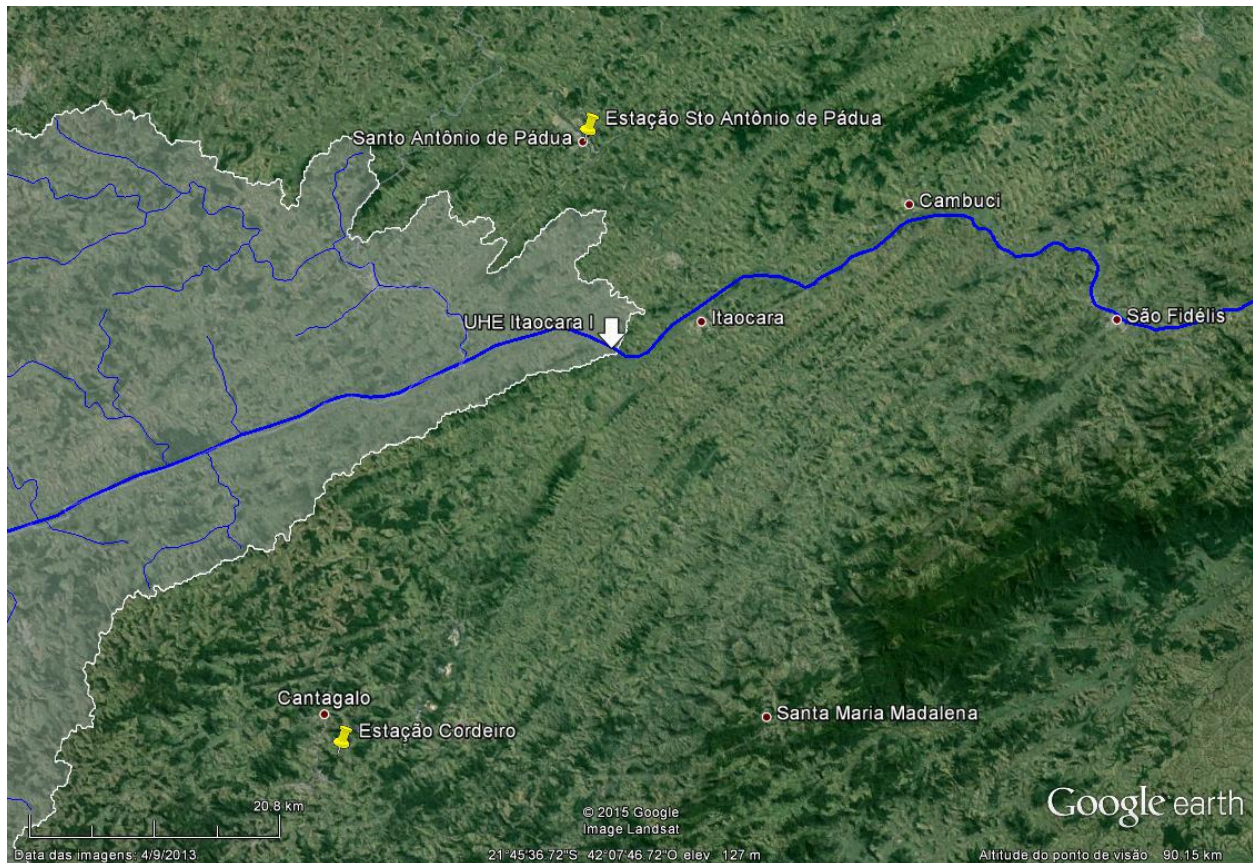 Estação Sto Antônio de Pádua
Santo Antônio de Pádua
Cambuci
UHE Itaocara I
Itaocara
São Fidélis
Cantagalo
Estação Cordeiro
Santa Maria Madalena
20.8 km
© 2015 Google
Image Landsat
Google earth
Data das imagens: 4/9/2013
21°45'36.72"S 42°07'46.72"O elev 127 m
Altitude do ponto de visão 90.15 km